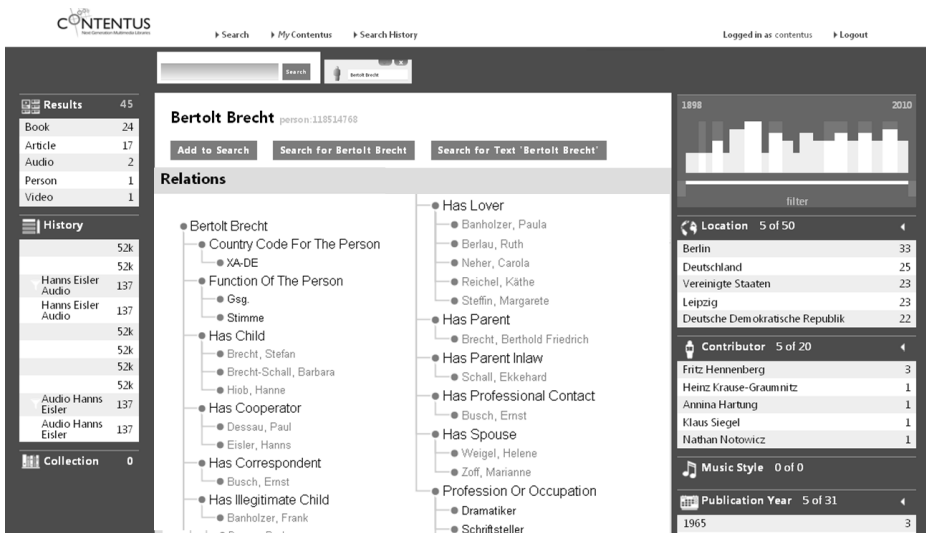 CONTENTUS
Next Generation Multimedia Libraries
Search
My Contentus
Search History
Logged in as contentus
Logout
Search
Bertolt Brecht
Results 45
Book 24
Article 17
Audio 2
Person 1
Video 1
History
52k
52k
Hanns Eisler
Audio 137
Hanns Eisler
Audio 137
52k
52k
52k
52k
Audio Hanns
Eisler 137
Audio Hanns
Eisler 137
Collection 0
Bertolt Brecht person:118514768
Add to Search
Search for Bertolt Brecht
Search for Text 'Bertolt Brecht'
Relations
Bertolt Brecht
Country Code For The Person
XA-DE
Function Of The Person
Gsg.
Stimme
Has Child
Brecht, Stefan
Brecht-Schall, Barbara
Hiob, Hanne
Has Cooperator
Dessau, Paul
Eisler, Hanns
Has Correspondent
Busch, Ernst
Has Illegitimate Child
Banholzer, Frank
Has Lover
Banholzer, Paula
Berlau, Ruth
Neher, Carola
Reichel, Käthe
Steffin, Margarete
Has Parent
Brecht, Berthold Friedrich
Has Parent Inlaw
Schall, Ekkehard
Has Professional Contact
Busch, Ernst
Has Spouse
Weigel, Helene
Zoff, Marianne
Profession Or Occupation
Dramatiker
Schriftsteller
1898 2010
filter
Location 5 of 50
Berlin 33
Deutschland 25
Vereinigte Staaten 23
Leipzig 23
Deutsche Demokratische Republik 22
Contributor 5 of 20
Fritz Hennenberg 3
Heinz Krause-Graumnitz 1
Annina Hartung 1
Klaus Siegel 1
Nathan Notowicz 1
Music Style 0 of 0
Publication Year 5 of 31
1965 3